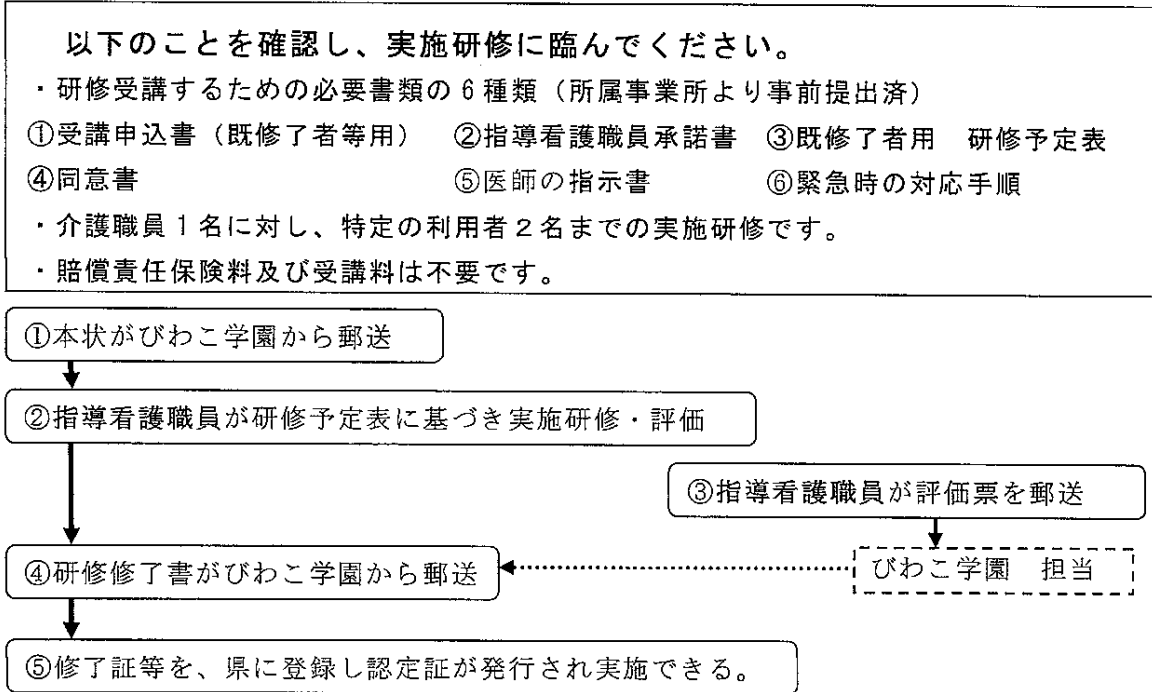 以下のことを確認し、実施研修に臨んでください。
・研修受講するための必要書類の6種類（所属事業所より事前提出済）
①受講申込書（既修了者等用）　②指導看護職員承諾書　③既修了者用　研修予定表
④同意書　⑤医師の指示書　⑥緊急時の対応手順
・介護職員1名に対し、特定の利用者2名までの実施研修です。
・賠償責任保険料及び受講料は不要です。
①本状がびわこ学園から郵送
②指導看護職員が研修予定表に基づき実施研修・評価
③指導看護職員が評価票を郵送
④研修修了書がびわこ学園から郵送
びわこ学園　担当
⑤修了証等を、県に登録し認定証が発行され実施できる。